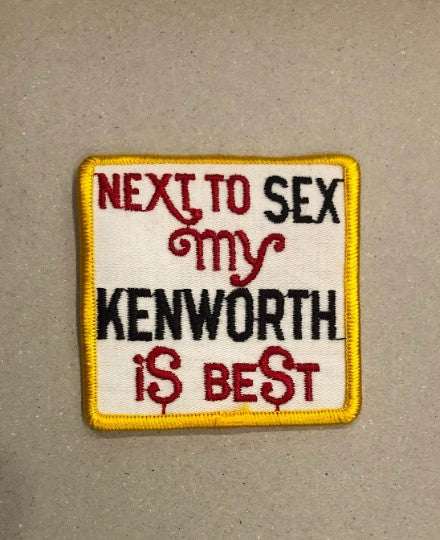 NEXT TO SEX
my
KENWORTH
iS BeST